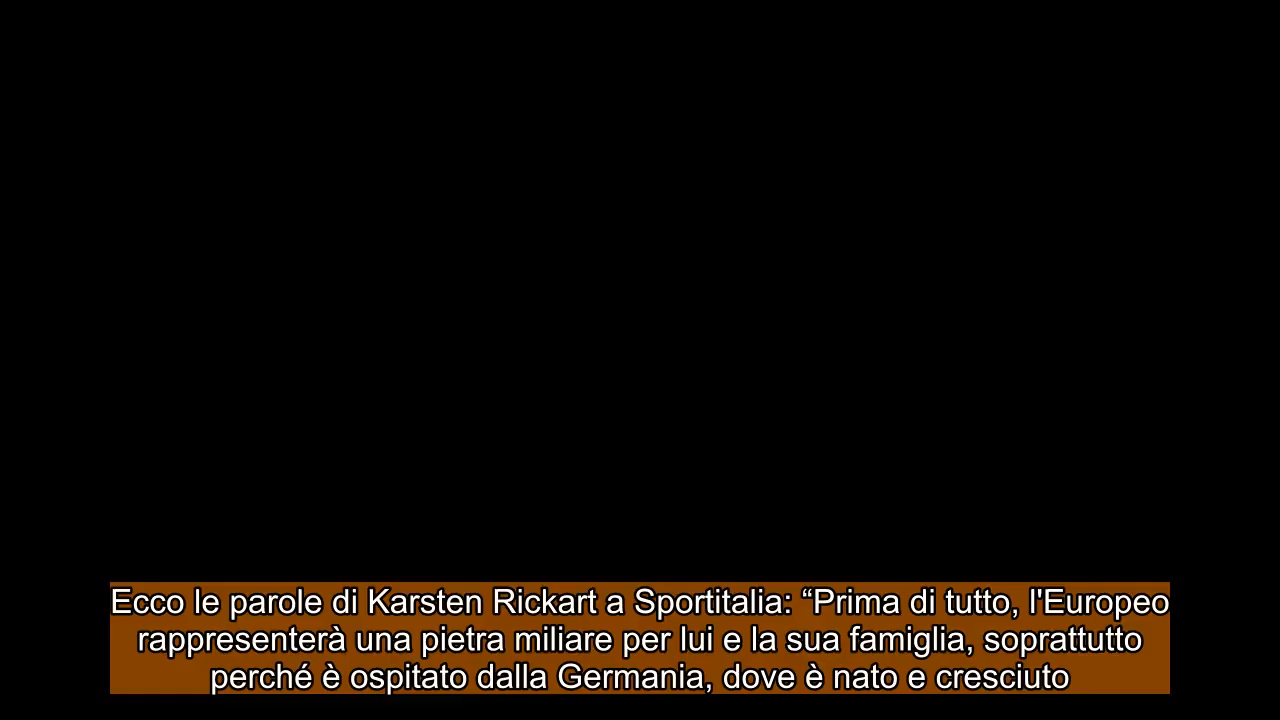 Ecco le parole di Karsten Rickart a Sportitalia: “Prima di tutto, l'Europeo
rappresenterà una pietra miliare per lui e la sua famiglia, soprattutto
perché è ospitato dalla Germania, dove è nato e cresciuto